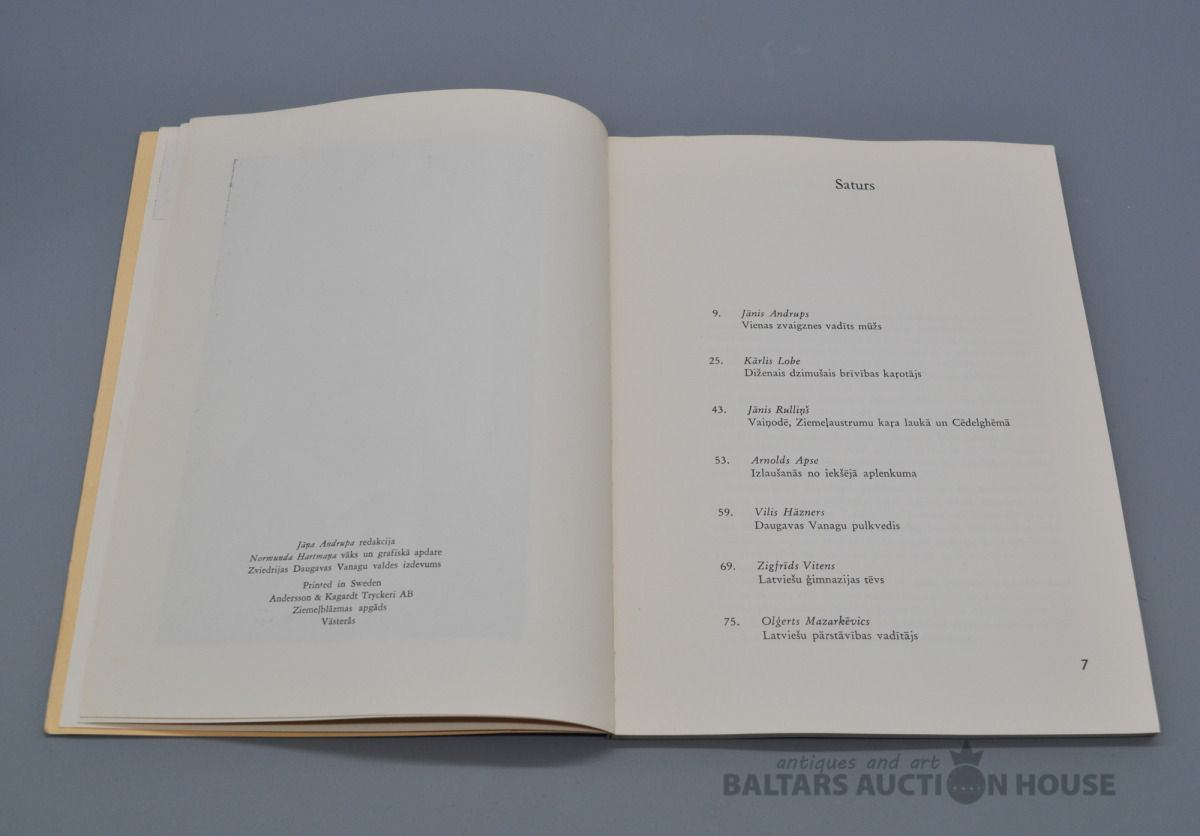 Jāņa Andrupa redakcija
Normunda Hartmaņa vāks un grafiskā apdare
Zviedrijas Daugavas Vanagu valdes izdevums
Printed in Sweden
Andersson & Kagardt Tryckeri AB
Ziemeļblāzmas apgāds
Västerås
Saturs
9. Jānis Andrups
Vienas zvaigznes vadīts mūžs
25. Kārlis Lobe
Diženais dzimušais brīvības kaŗotājs
43. Jānis Rulliņš
Vaiņodē, Ziemeļaustrumu kaŗa laukā un Cēdelghēmā
53. Arnolds Apse
Izlaušanās no iekšējā aplenkuma
59. Vilis Hāzners
Daugavas Vanagu pulkvedis
69. Zigfrīds Vitens
Latviešu ģimnazijas tēvs
75. Olģerts Mazarkēvics
Latviešu pārstāvības vadītājs
7
antiques and art
BALTARS AUCTION HOUSE